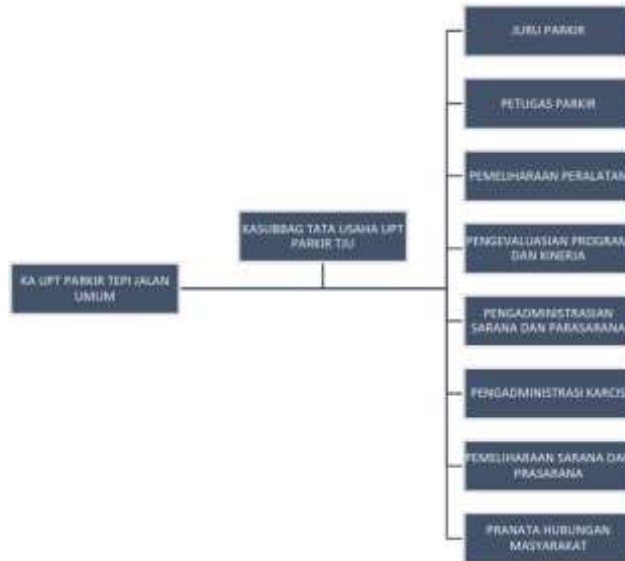 JURU PARKIR
PETUGAS PARKIR
PEMELIHARAAN PERALATAN
KASUBBAG TATA USAHA UPT
PARKIR TJU
PENGEVALUASIAN PROGRAM
DAN KINERJA
KA UPT PARKIR TEPI JALAN
UMUM
PENGADMINISTRASIAN
SARANA DAN PARASARANA
PENGADMINISTRASI KARCIS
PEMELIHARAAN SARANA DAN
PRASARANA
PRANATA HUBUNGAN
MASYARAKAT